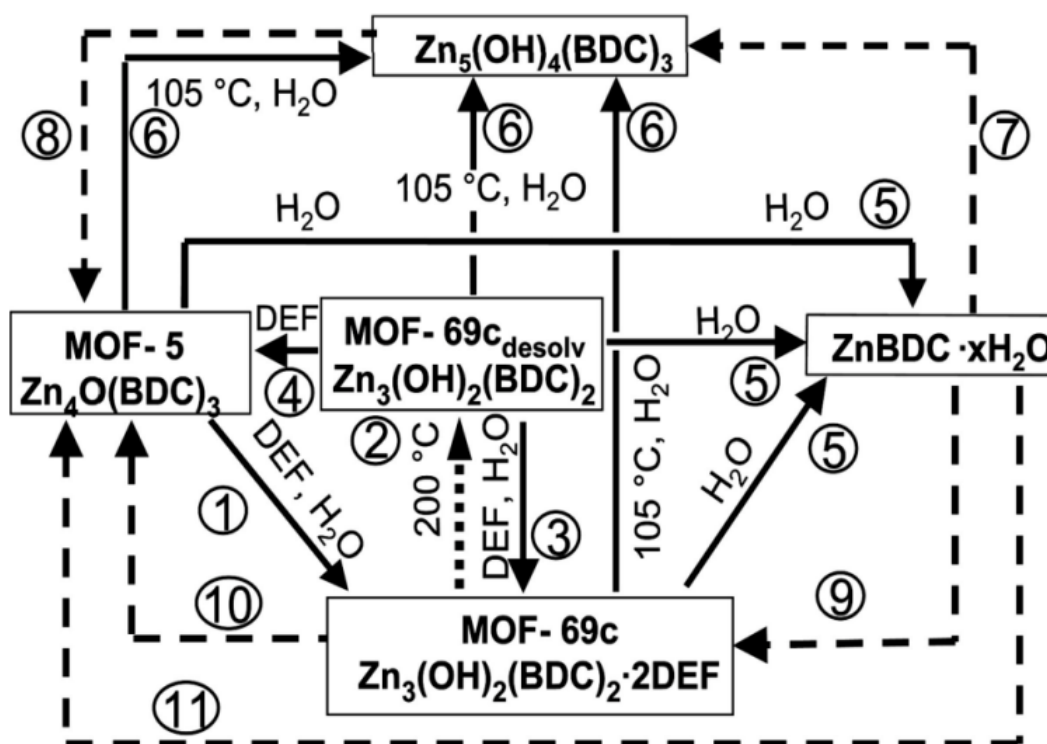 Zn₅(OH)₄(BDC)₃
105 °C, H₂O
⑧
⑥
⑥
⑥
⑦
105 °C, H₂O
H₂O
H₂O
⑤
MOF- 5
Zn₄O(BDC)₃
DEF
④
MOF- 69c_desolv
Zn₃(OH)₂(BDC)₂
H₂O
⑤
ZnBDC ·xH₂O
②
200 °C
DEF, H₂O
③
105 °C, H₂O
H₂O
⑤
①
DEF, H₂O
⑩
⑨
MOF- 69c
Zn₃(OH)₂(BDC)₂·2DEF
⑪